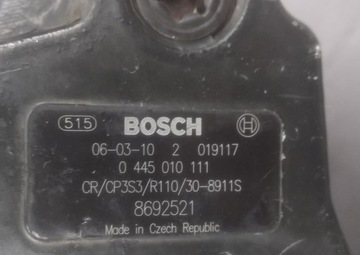 515 BOSCH
06-03-10 2 019117
0 445 010 111
CR/CP3S3/R110/30-8911S
8692521
Made in Czech Republic